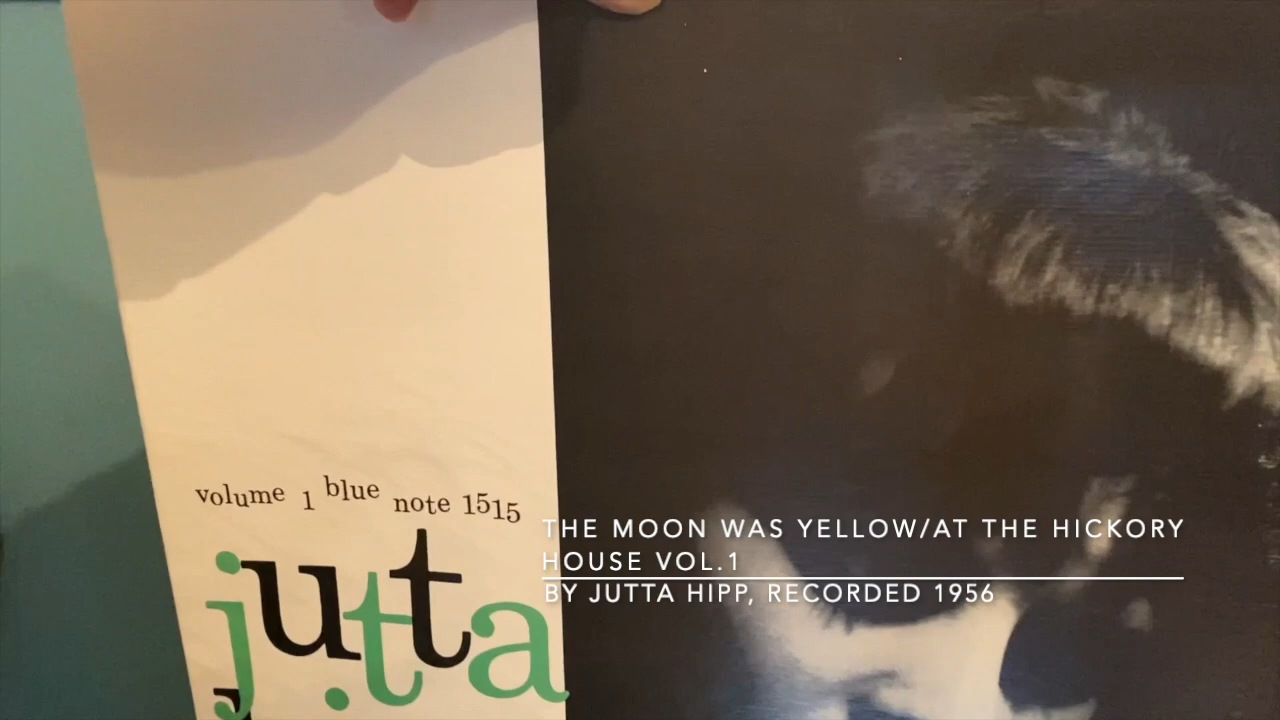 volume 1 blue note 1515
jutta
THE MOON WAS YELLOW/AT THE HICKORY
HOUSE VOL.1
BY JUTTA HIPP, RECORDED 1956